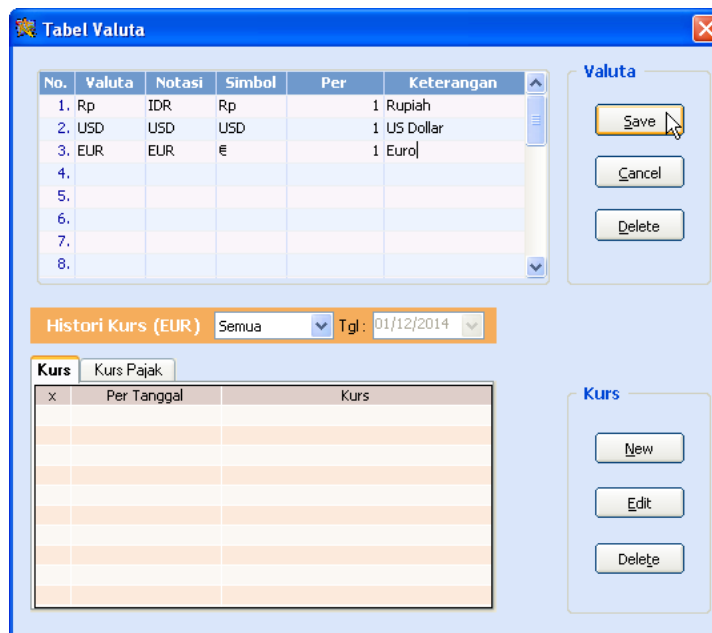 Tabel Valuta
No. Valuta Notasi Simbol Per Keterangan
1. Rp IDR Rp 1 Rupiah
2. USD USD USD 1 US Dollar
3. EUR EUR € 1 Euro
4.
5.
6.
7.
8.
Valuta
Save
Cancel
Delete
Histori Kurs (EUR) Semua Tgl : 01/12/2014
Kurs Kurs Pajak
x Per Tanggal Kurs
Kurs
New
Edit
Delete